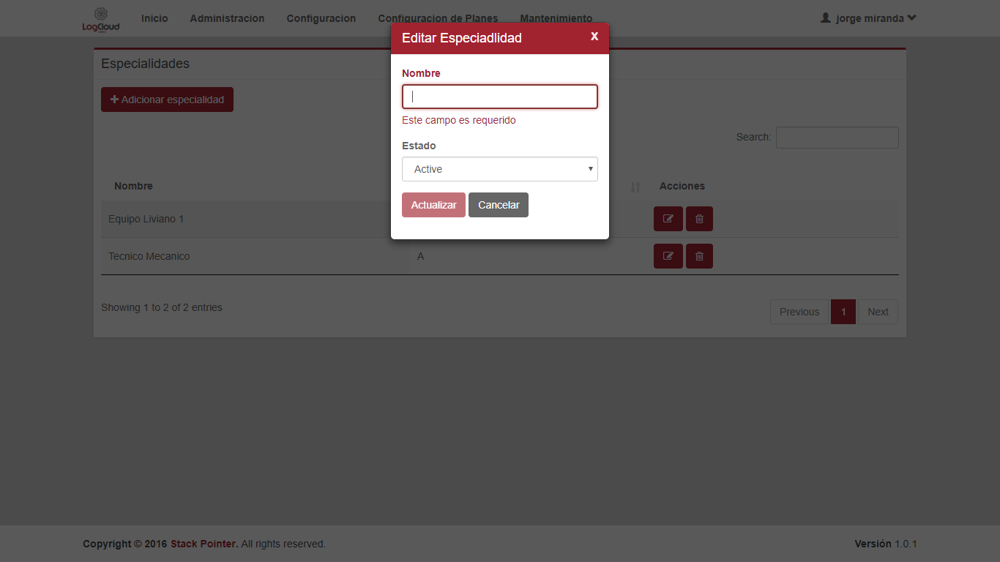 Inicio Administracion Configuracion Configuracion de Planes Mantenimiento jorge miranda
LogCloud
Editar Especiadlidad x
Especialidades
Nombre
Adicionar especialidad
Este campo es requerido
Search:
Estado
Active
Nombre Acciones
Actualizar Cancelar
Equipo Liviano 1
Tecnico Mecanico A
Showing 1 to 2 of 2 entries
Previous 1 Next
Copyright © 2016 Stack Pointer. All rights reserved. Versión 1.0.1